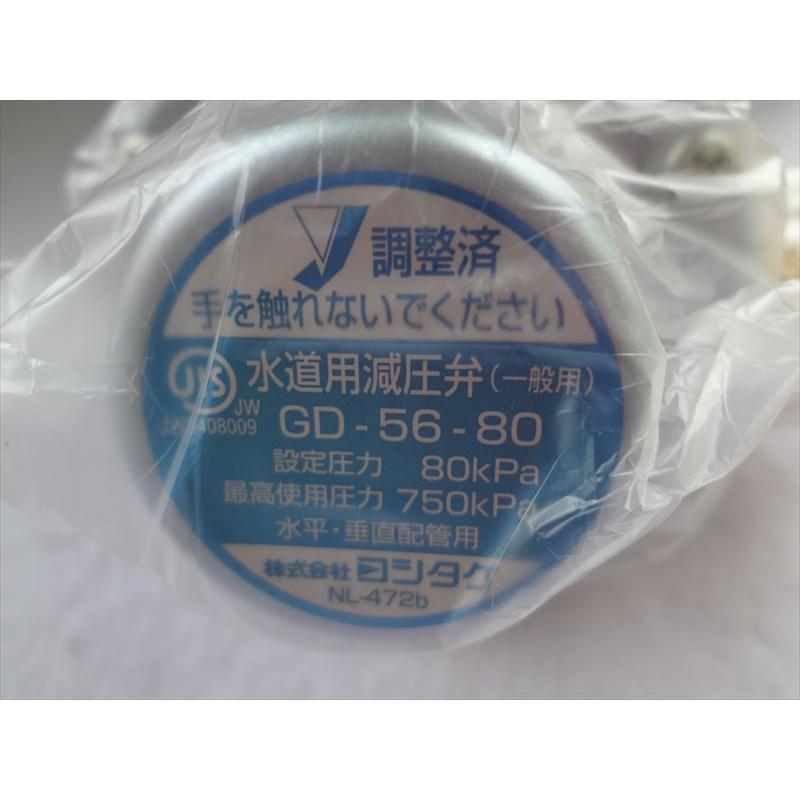 調整済
手を触れないでください
JIS 水道用減圧弁(一般用)
JW
408009
GD-56-80
設定圧力 80kPa
最高使用圧力 750kPa
水平・垂直配管用
株式会社 ヨシタケ
NL-472b